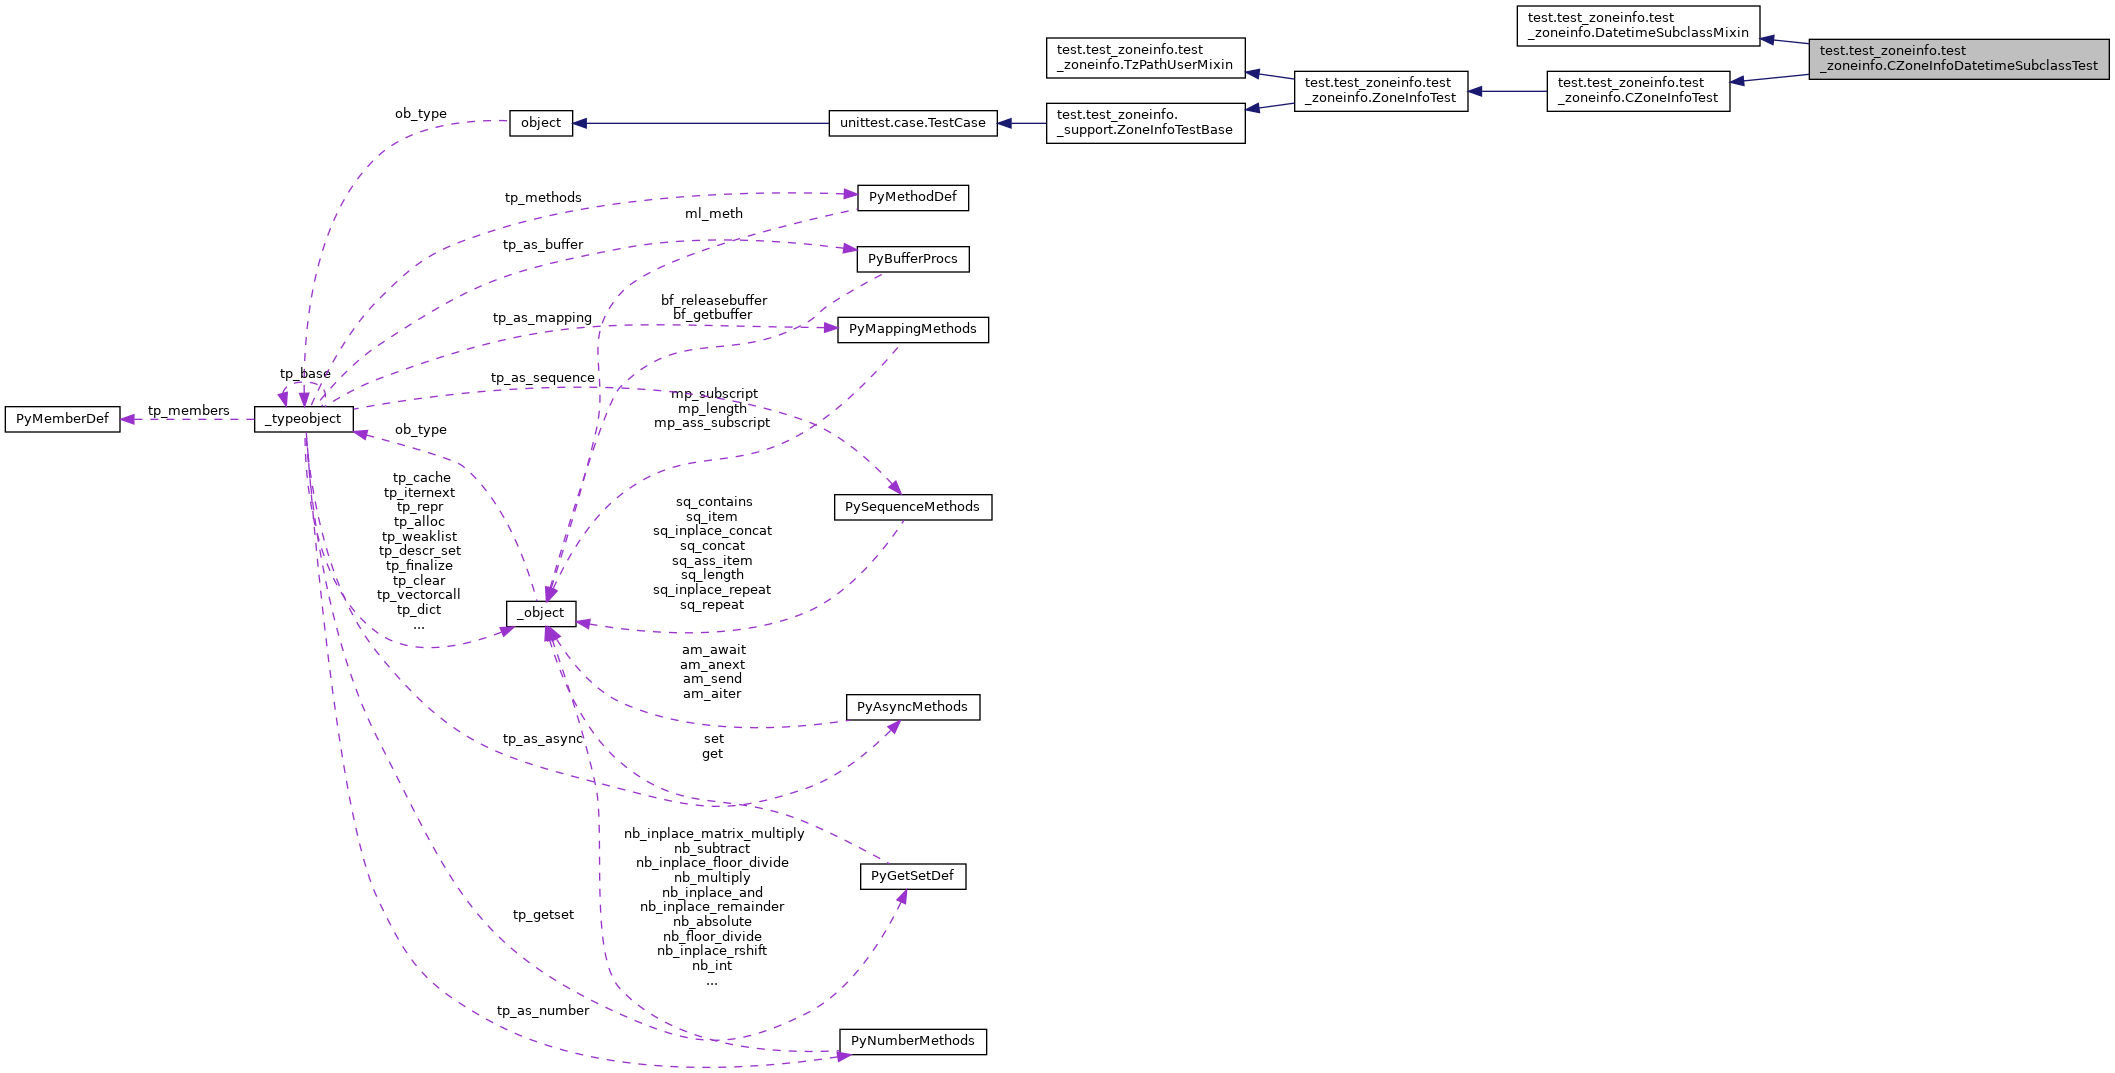 test.test_zoneinfo.test
_zoneinfo.DatetimeSubclassMixin
test.test_zoneinfo.test
_zoneinfo.TzPathUserMixin
test.test_zoneinfo.test
_zoneinfo.CZoneInfoDatetimeSubclassTest
test.test_zoneinfo.test
_zoneinfo.ZoneInfoTest
test.test_zoneinfo.test
_zoneinfo.CZoneInfoTest
ob_type
object
unittest.case.TestCase
test.test_zoneinfo.
_support.ZoneInfoTestBase
tp_methods
PyMethodDef
ml_meth
tp_as_buffer
PyBufferProcs
bf_releasebuffer
bf_getbuffer
tp_as_mapping
PyMappingMethods
tp_base
tp_as_sequence
mp_subscript
mp_length
mp_ass_subscript
PyMemberDef
tp_members
_typeobject
ob_type
tp_cache
tp_iternext
tp_repr
tp_alloc
tp_weaklist
tp_descr_set
tp_finalize
tp_clear
tp_vectorcall
tp_dict
...
sq_contains
sq_item
sq_inplace_concat
sq_concat
sq_ass_item
sq_length
sq_inplace_repeat
sq_repeat
PySequenceMethods
_object
am_await
am_anext
am_send
am_aiter
PyAsyncMethods
tp_as_async
set
get
nb_inplace_matrix_multiply
nb_subtract
nb_inplace_floor_divide
nb_multiply
nb_inplace_and
nb_inplace_remainder
nb_absolute
nb_floor_divide
nb_inplace_rshift
nb_int
...
PyGetSetDef
tp_getset
tp_as_number
PyNumberMethods